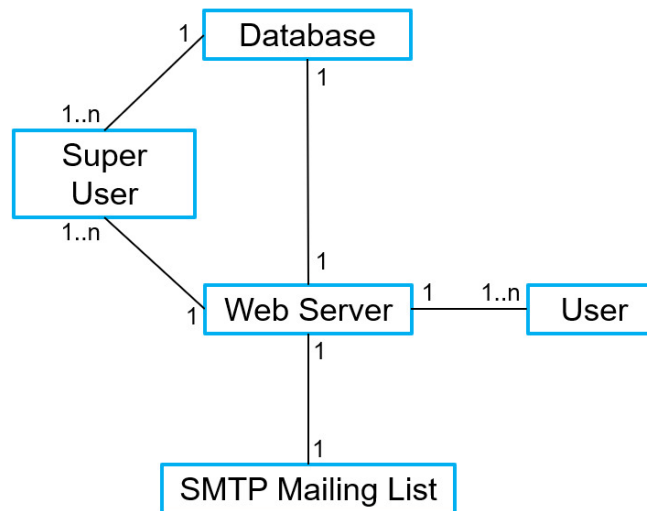 1
Database
1
1..n
Super
User
1..n
1
1
Web Server
1
1..n
User
1
1
SMTP Mailing List